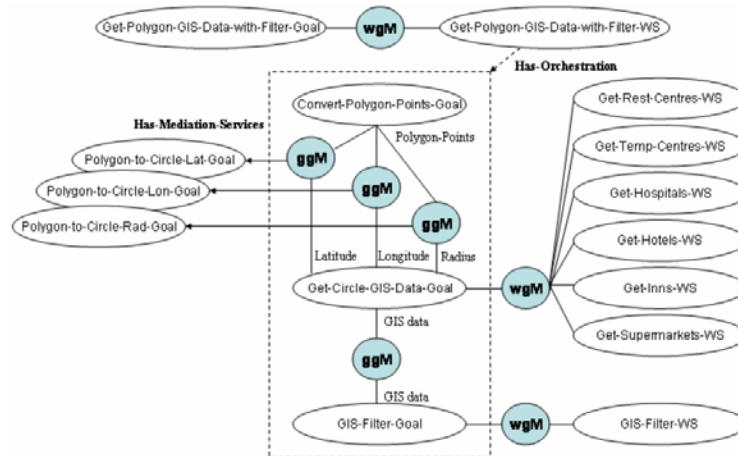 Get-Polygon-GIS-Data-with-Filter-Goal
wgM
Get-Polygon-GIS-Data-with-Filter-WS
Has-Orchestration
Convert-Polygon-Points-Goal
Has-Mediation-Services
Polygon-Points
ggM
Polygon-to-Circle-Lat-Goal
ggM
Polygon-to-Circle-Lon-Goal
ggM
Polygon-to-Circle-Rad-Goal
Latitude
Longitude
Radius
Get-Circle-GIS-Data-Goal
wgM
Get-Rest-Centres-WS
Get-Temp-Centres-WS
Get-Hospitals-WS
Get-Hotels-WS
Get-Inns-WS
Get-Supermarkets-WS
GIS data
ggM
GIS data
GIS-Filter-Goal
wgM
GIS-Filter-WS